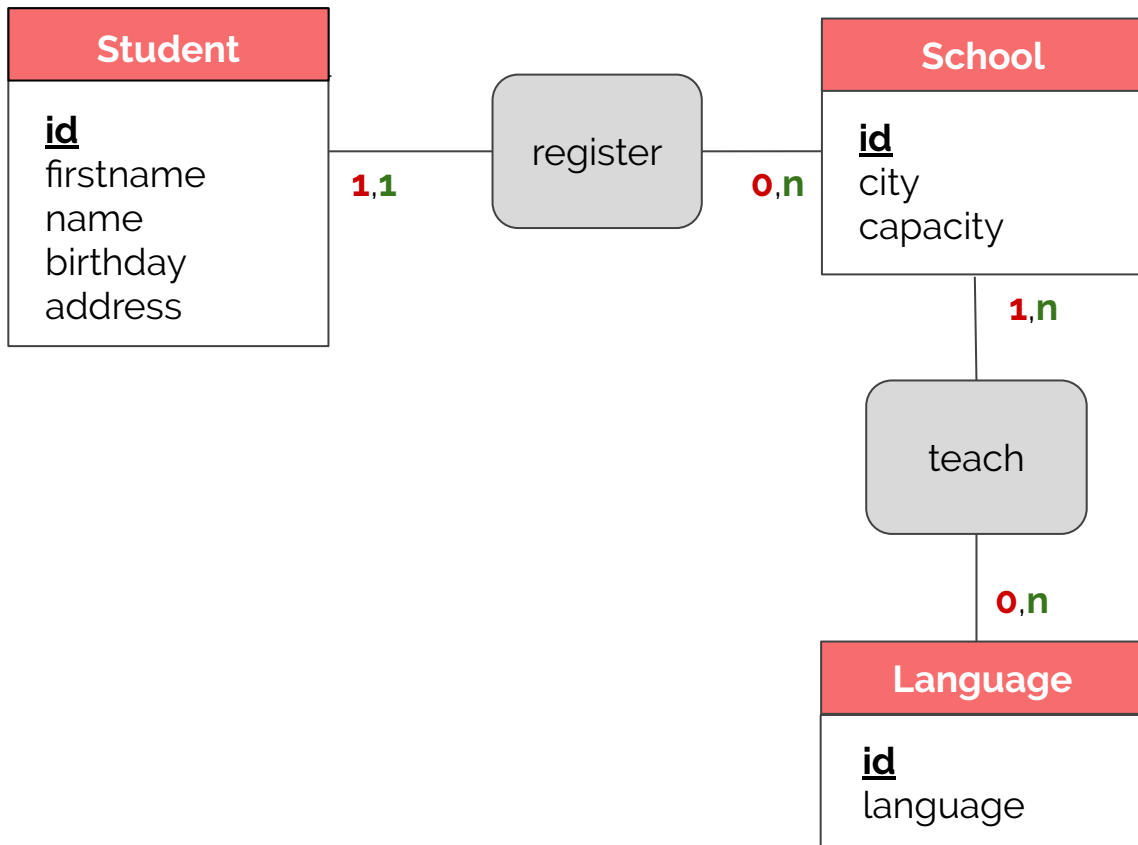 Student
id
firstname
name
birthday
address
register
1,1
0,n
School
id
city
capacity
1,n
teach
0,n
Language
id
language